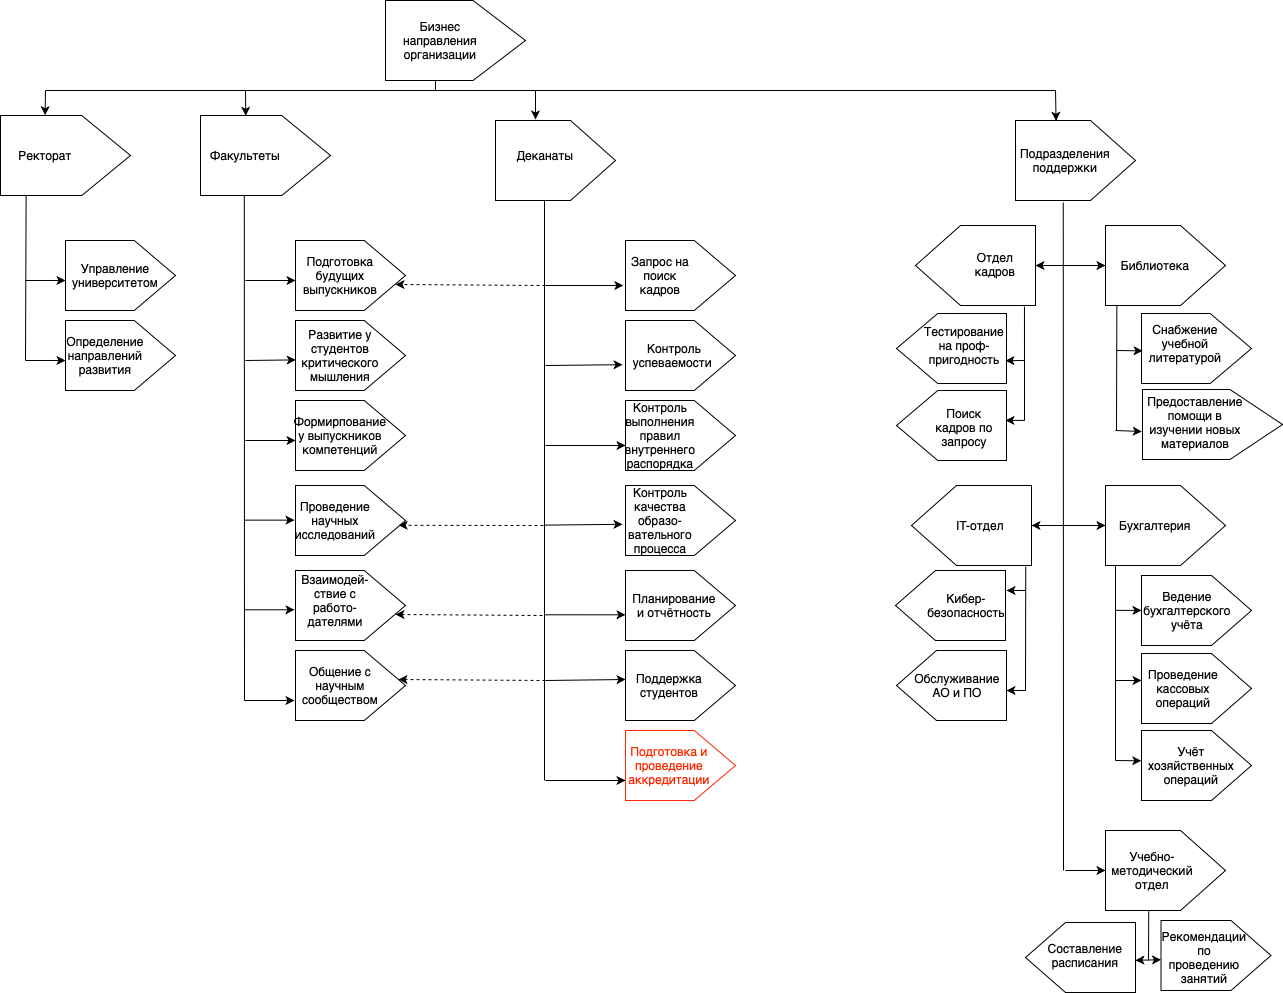 Бизнес
направления
организации
Ректорат
Факультеты
Деканаты
Подразделения
поддержки
Управление
университетом
Определение
направлений
развития
Подготовка
будущих
выпускников
Развитие у
студентов
критического
мышления
Формирпование
у выпускников
компетенций
Проведение
научных
исследований
Взаимодей-
ствие с
работо-
дателями
Общение с
научным
сообществом
Запрос на
поиск
кадров
Контроль
успеваемости
Контроль
выполнения
правил
внутреннего
распорядка
Контроль
качества
образо-
вательного
процесса
Планирование
и отчётность
Поддержка
студентов
Подготовка и
проведение
аккредитации
Отдел
кадров
Тестирование
на проф-
пригодность
Поиск
кадров по
запросу
Библиотека
Снабжение
учебной
литературой
Предоставление
помощи в
изучении новых
материалов
IT-отдел
Кибер-
безопасность
Обслуживание
АО и ПО
Бухгалтерия
Ведение
бухгалтерского
учёта
Проведение
кассовых
операций
Учёт
хозяйственных
операций
Учебно-
методический
отдел
Составление
расписания
Рекомендации
по
проведению
занятий